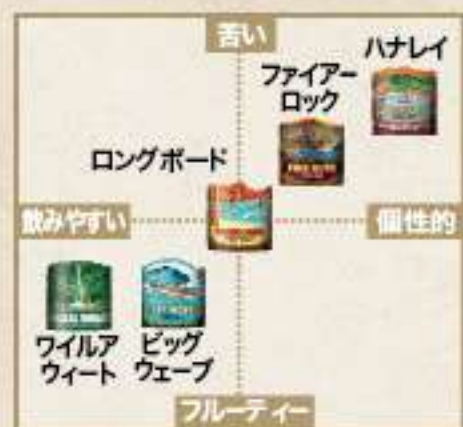 苦い
ハナレイ
ファイアー
ロック
ロングボード
飲みやすい
個性的
ワイルア
ウィート
ビッグ
ウェーブ
フルーティー